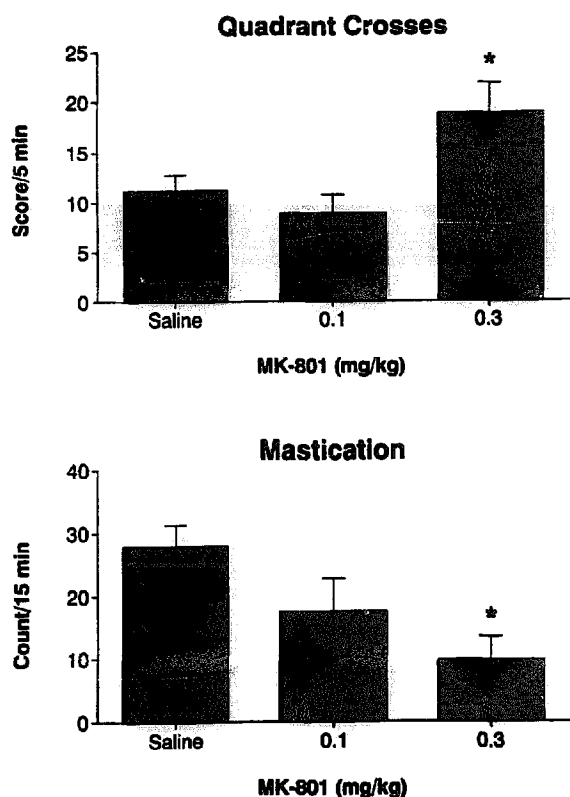 Quadrant Crosses
25
*
20
15
10
5
0
Score/5 min
Saline 0.1 0.3
MK-801 (mg/kg)
Mastication
40
30
20
*
10
0
Count/15 min
Saline 0.1 0.3
MK-801 (mg/kg)